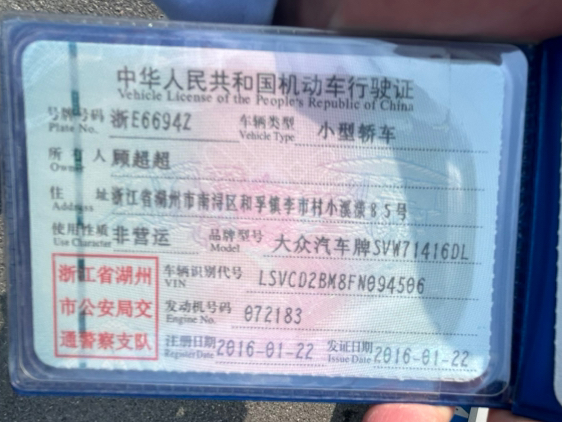 中华人民共和国机动车行驶证
Vehicle License of the People's Republic of China
号牌号码 浙E6694Z 车辆类型 小型轿车
Plate No. Vehicle Type
所有人 顾超超
Owner
住址 浙江省湖州市南浔区和孚镇李市村小溪漾85号
Address
使用性质 非营运 品牌型号 大众汽车牌SVW71416DL
Use Character Model
浙江省湖州
市公安局交
通警察支队
车辆识别代号 LSVCD2BM8FN094506
VIN
发动机号码 072183
Engine No.
注册日期 2016-01-22 发证日期 2016-01-22
Register Date Issue Date